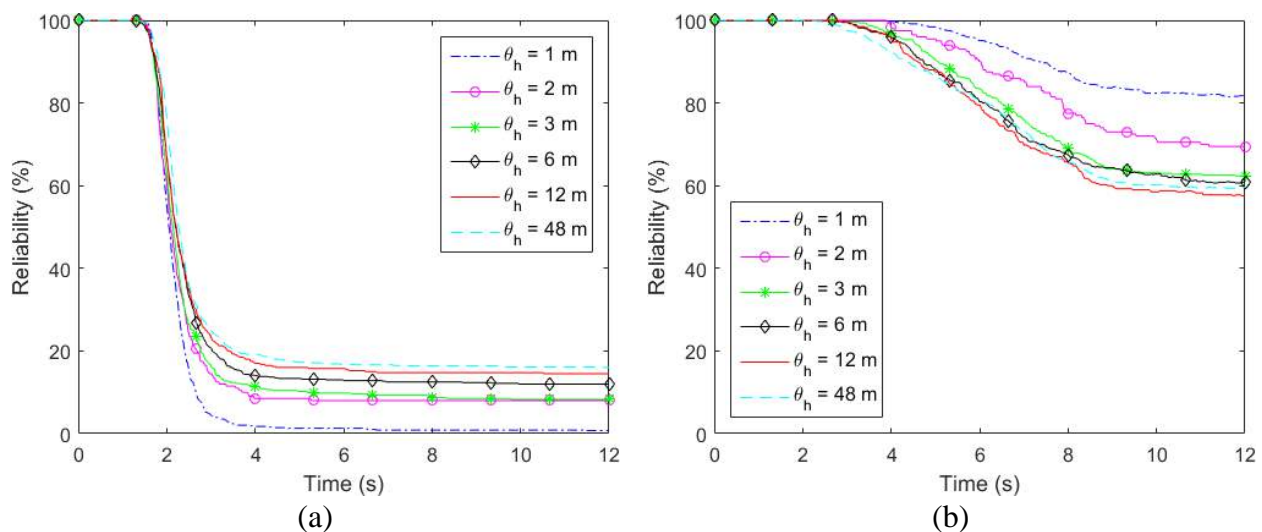 100
80
60
40
20
0
Reliability (%)
0 2 4 6 8 10 12
Time (s)
θh = 1 m
θh = 2 m
θh = 3 m
θh = 6 m
θh = 12 m
θh = 48 m
(a)
100
80
60
40
20
0
Reliability (%)
0 2 4 6 8 10 12
Time (s)
θh = 1 m
θh = 2 m
θh = 3 m
θh = 6 m
θh = 12 m
θh = 48 m
(b)